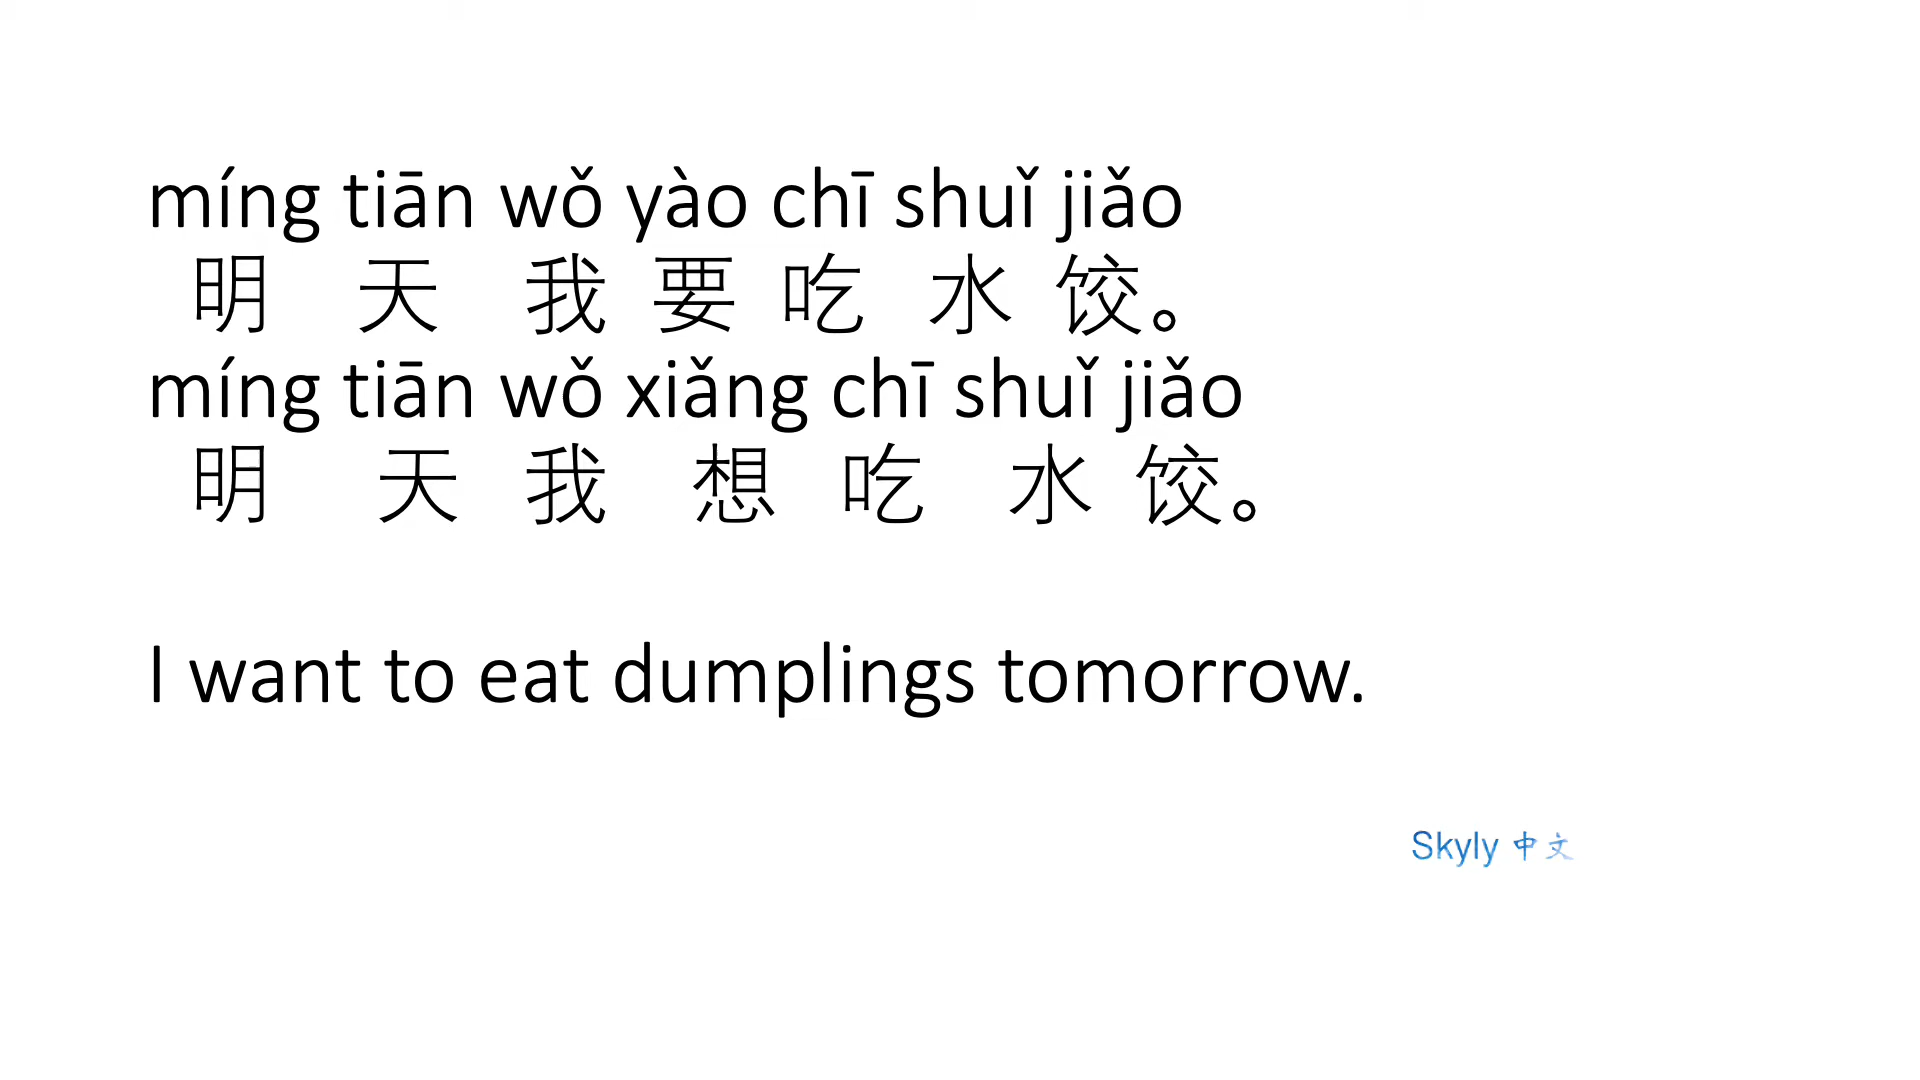 míng tiān wǒ yào chī shuǐ jiǎo
明 天 我 要 吃 水 饺。
míng tiān wǒ xiǎng chī shuǐ jiǎo
明 天 我 想 吃 水 饺。
I want to eat dumplings tomorrow.
Skyly 中文